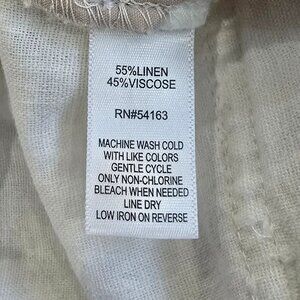 55%LINEN
45%VISCOSE
RN#54163
MACHINE WASH COLD
WITH LIKE COLORS
GENTLE CYCLE
ONLY NON-CHLORINE
BLEACH WHEN NEEDED
LINE DRY
LOW IRON ON REVERSE